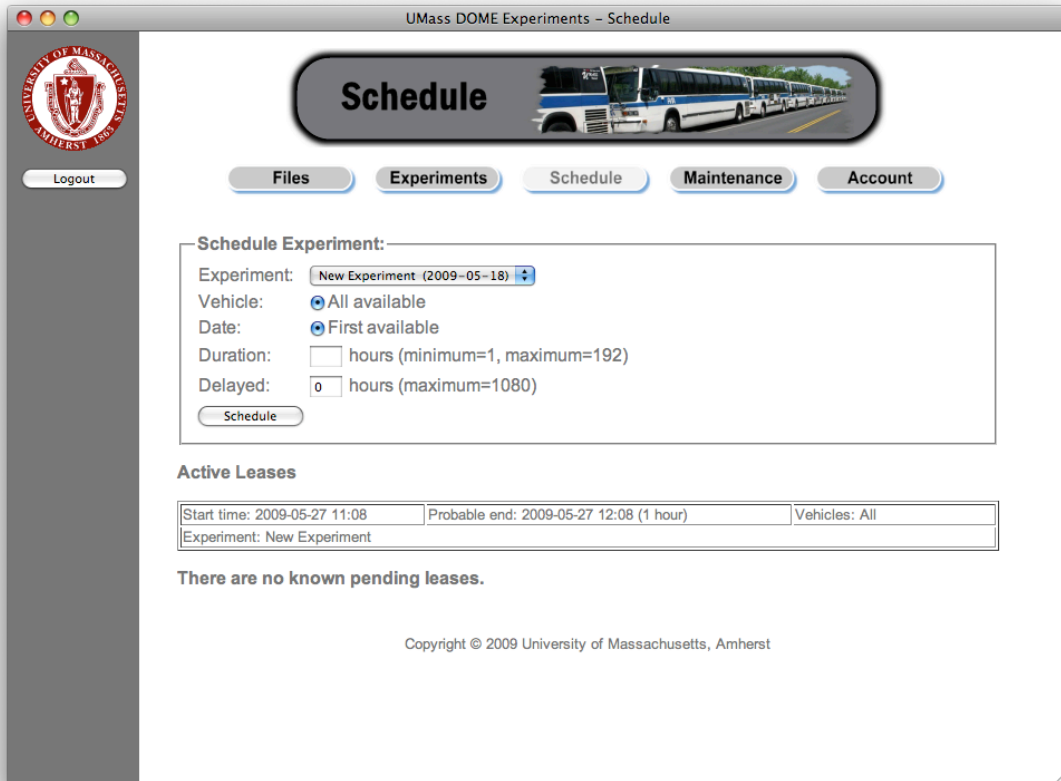 UMass DOME Experiments – Schedule
UNIVERSITY OF MASSACHUSETTS
AMHERST 1863
Schedule
Logout
Files Experiments Schedule Maintenance Account
Schedule Experiment:
Experiment: New Experiment (2009-05-18)
Vehicle: All available
Date: First available
Duration: hours (minimum=1, maximum=192)
Delayed: 0 hours (maximum=1080)
Schedule
Active Leases
Start time: 2009-05-27 11:08 Probable end: 2009-05-27 12:08 (1 hour) Vehicles: All
Experiment: New Experiment
There are no known pending leases.
Copyright © 2009 University of Massachusetts, Amherst